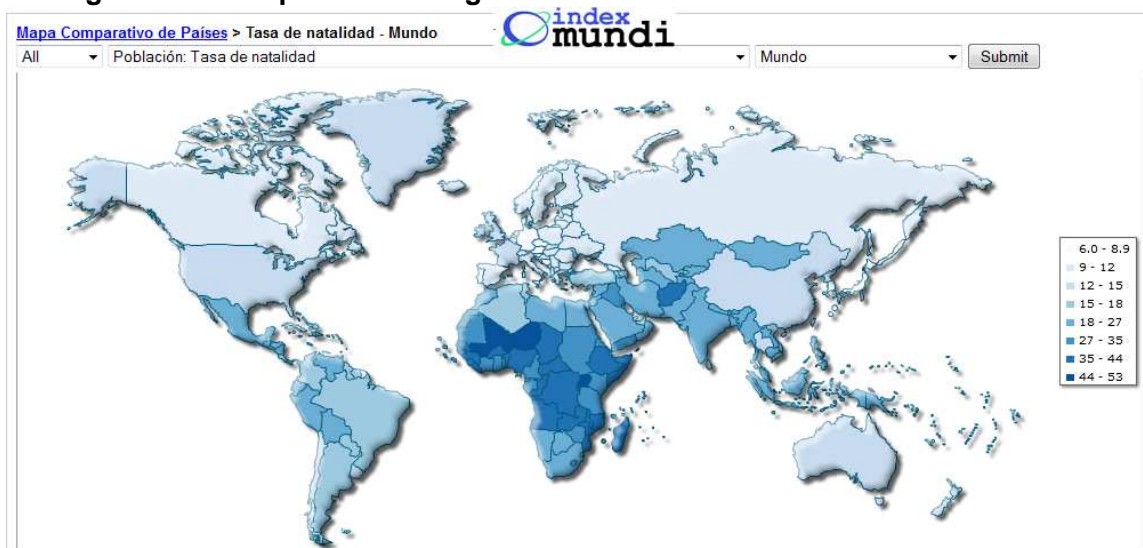 index
mundi
Mapa Comparativo de Países > Tasa de natalidad - Mundo
All Población: Tasa de natalidad Mundo Submit
6.0 - 8.9
9 - 12
12 - 15
15 - 18
18 - 27
27 - 35
35 - 44
44 - 53